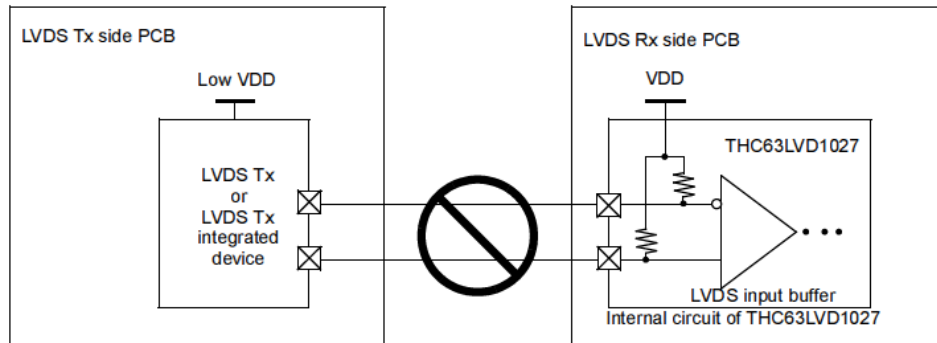 LVDS Tx side PCB
Low VDD
LVDS Tx
or
LVDS Tx
integrated
device
LVDS Rx side PCB
VDD
THC63LVD1027
LVDS input buffer
Internal circuit of THC63LVD1027